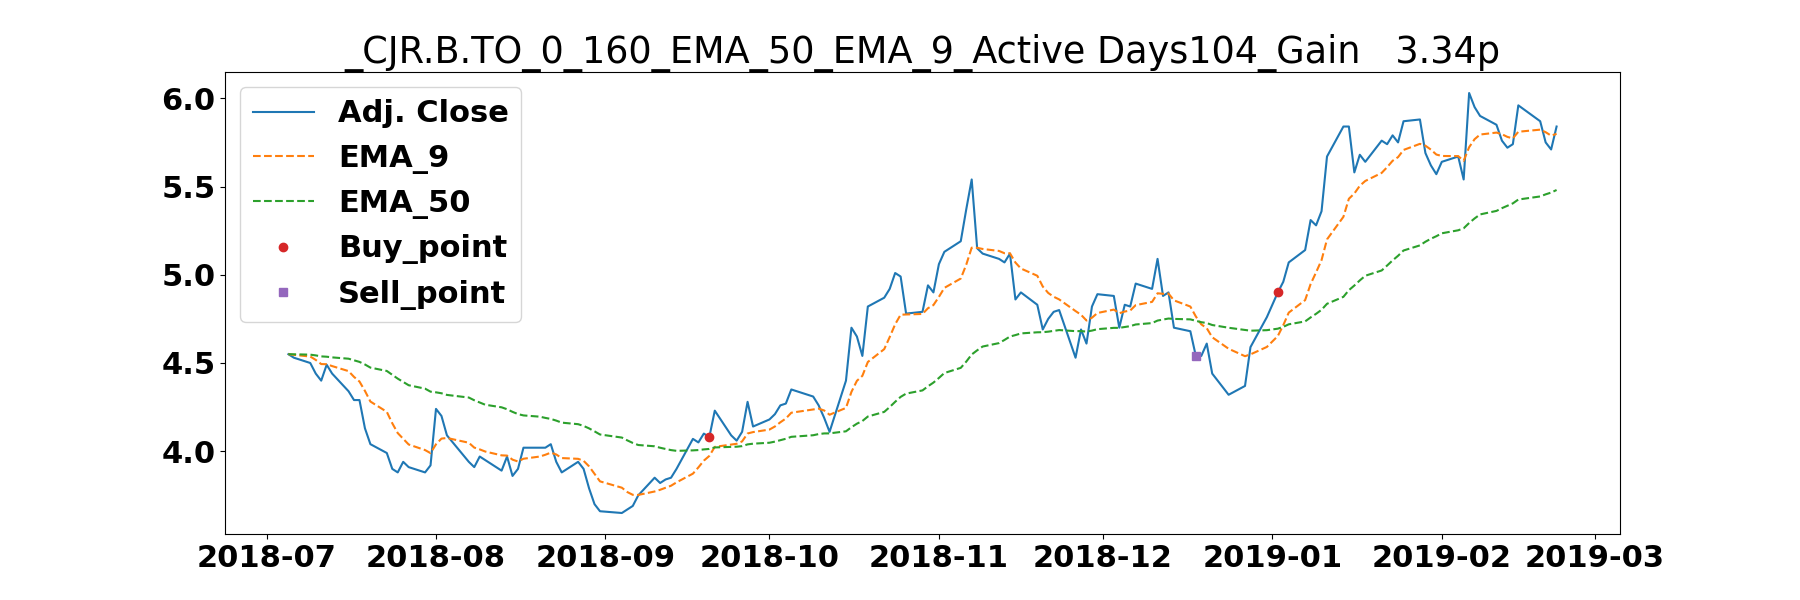 _CJR.B.TO_0_160_EMA_50_EMA_9_Active Days104_Gain   3.34p
6.0
5.5
5.0
4.5
4.0
Adj. Close
EMA_9
EMA_50
Buy_point
Sell_point
2018-07 2018-08 2018-09 2018-10 2018-11 2018-12 2019-01 2019-02 2019-03